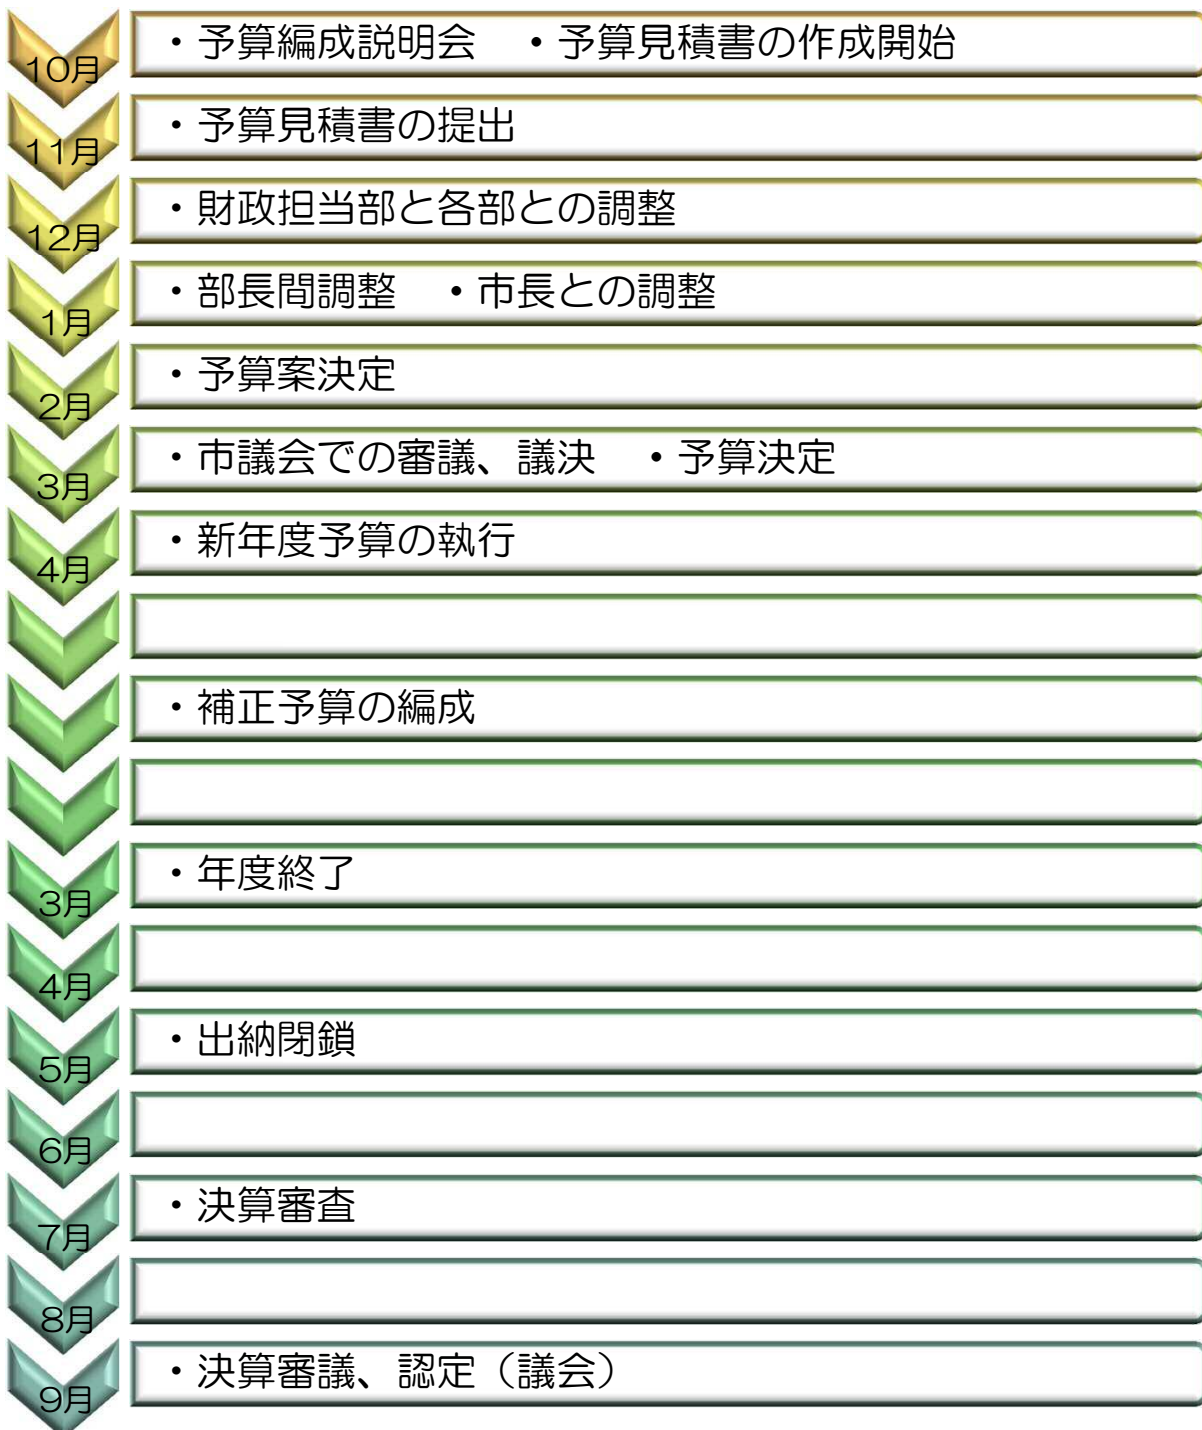 10月
・予算編成説明会　・予算見積書の作成開始
11月
・予算見積書の提出
12月
・財政担当部と各部との調整
1月
・部長間調整　・市長との調整
2月
・予算案決定
3月
・市議会での審議、議決　・予算決定
4月
・新年度予算の執行
・補正予算の編成
3月
・年度終了
4月
5月
・出納閉鎖
6月
7月
・決算審査
8月
9月
・決算審議、認定（議会）